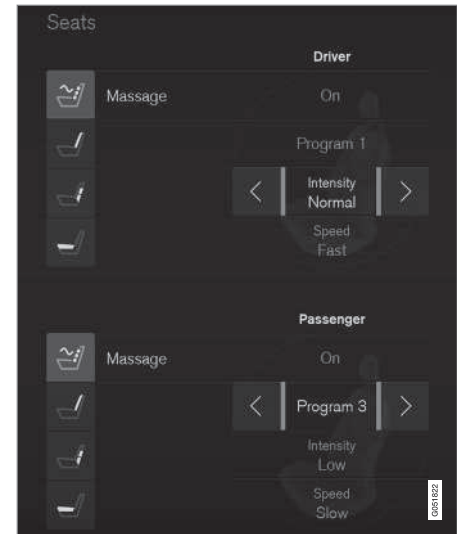 Seats
Driver
Massage On
Program 1
Intensity
Normal
Speed
Fast
Passenger
Massage On
Program 3
Intensity
Low
Speed
Slow
G051822